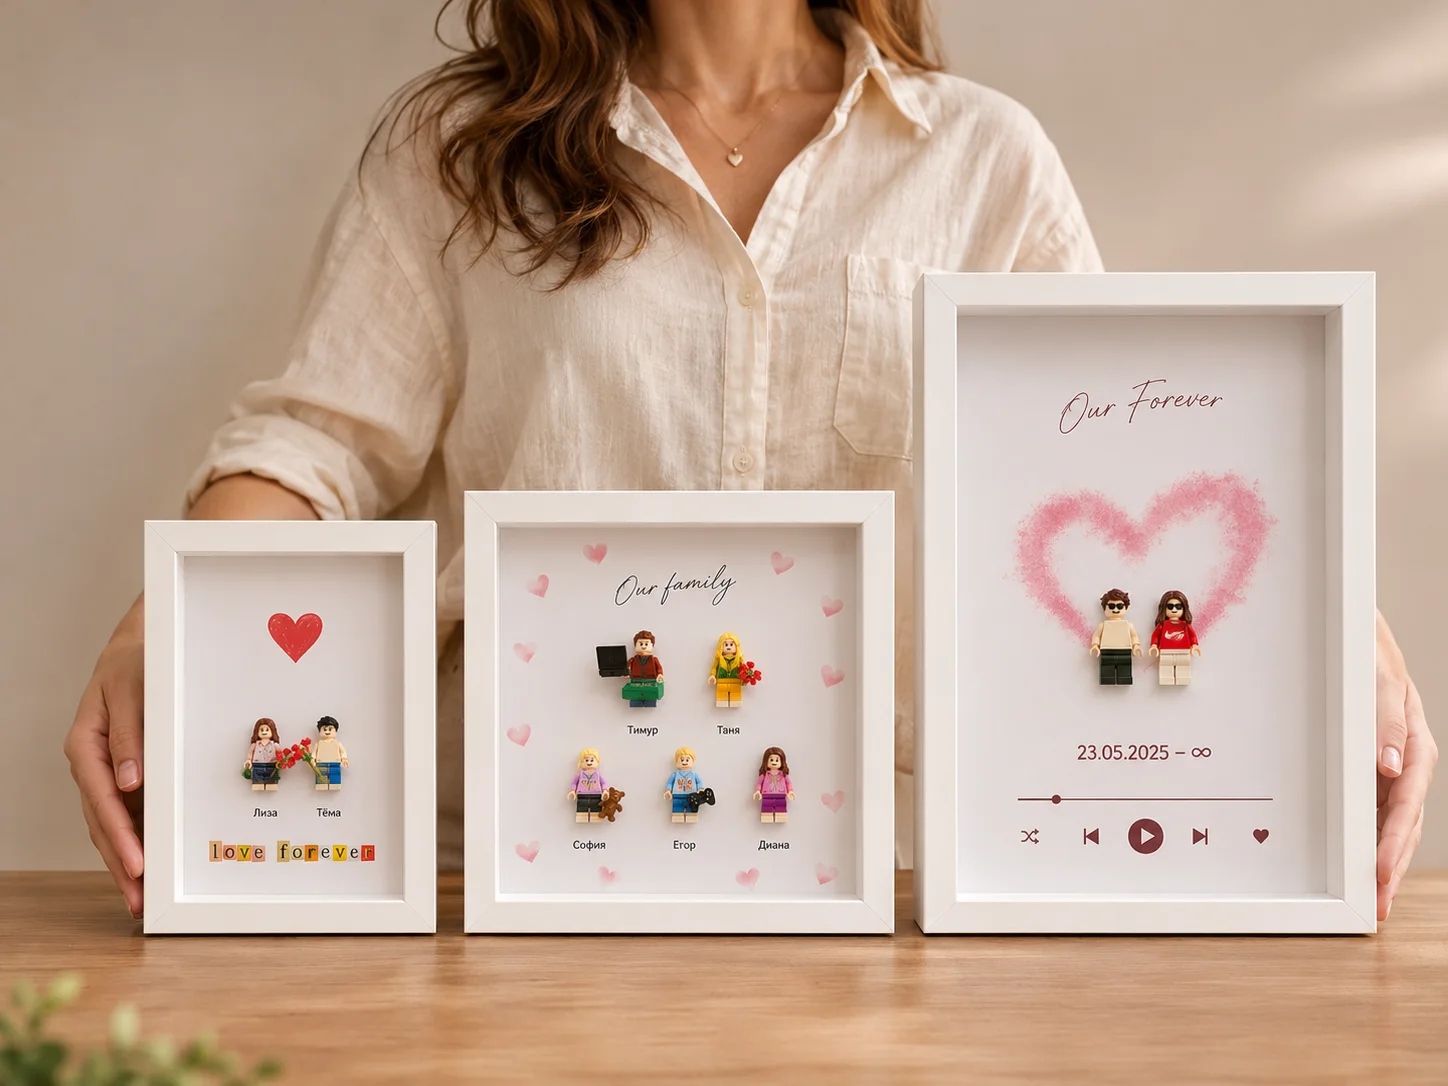 Лиза
Тёма
love forever
Our family
Тимур
Таня
София
Егор
Диана
Our Forever
23.05.2025 – ∞